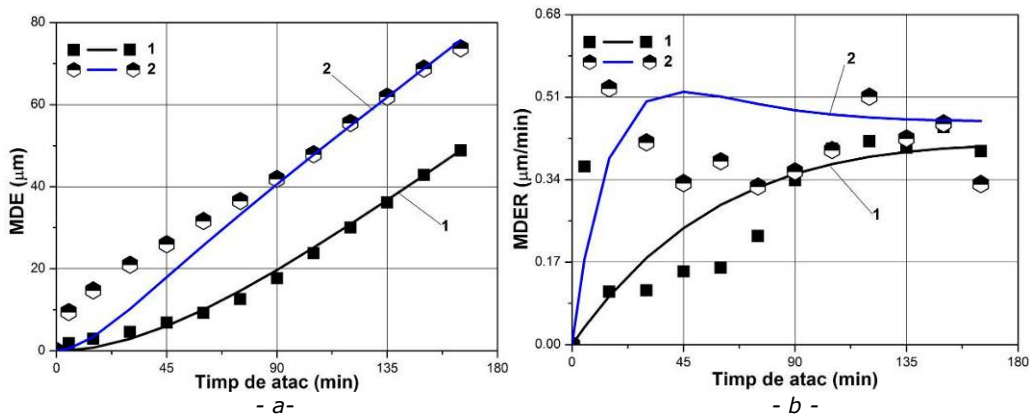 80
60
40
20
0
MDE (µm)
1
2
2
1
0 45 90 135 180
Timp de atac (min)
- a-
0.68
0.51
0.34
0.17
0.00
MDER (µm/min)
1
2
2
1
0 45 90 135 180
Timp de atac (min)
- b -